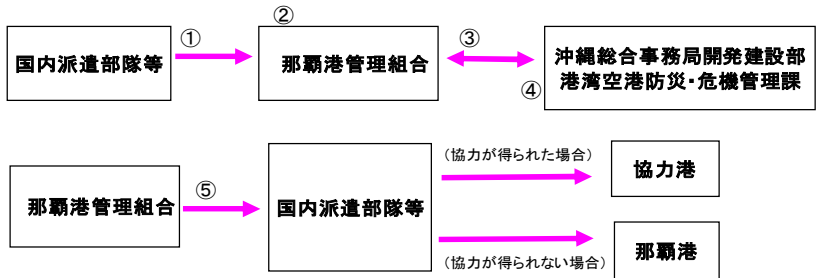 ②
①
③
国内派遣部隊等
那覇港管理組合
沖縄総合事務局開発建設部
港湾空港防災・危機管理課
④
(協力が得られた場合)
協力港
⑤
那覇港管理組合
国内派遣部隊等
那覇港
(協力が得られない場合)